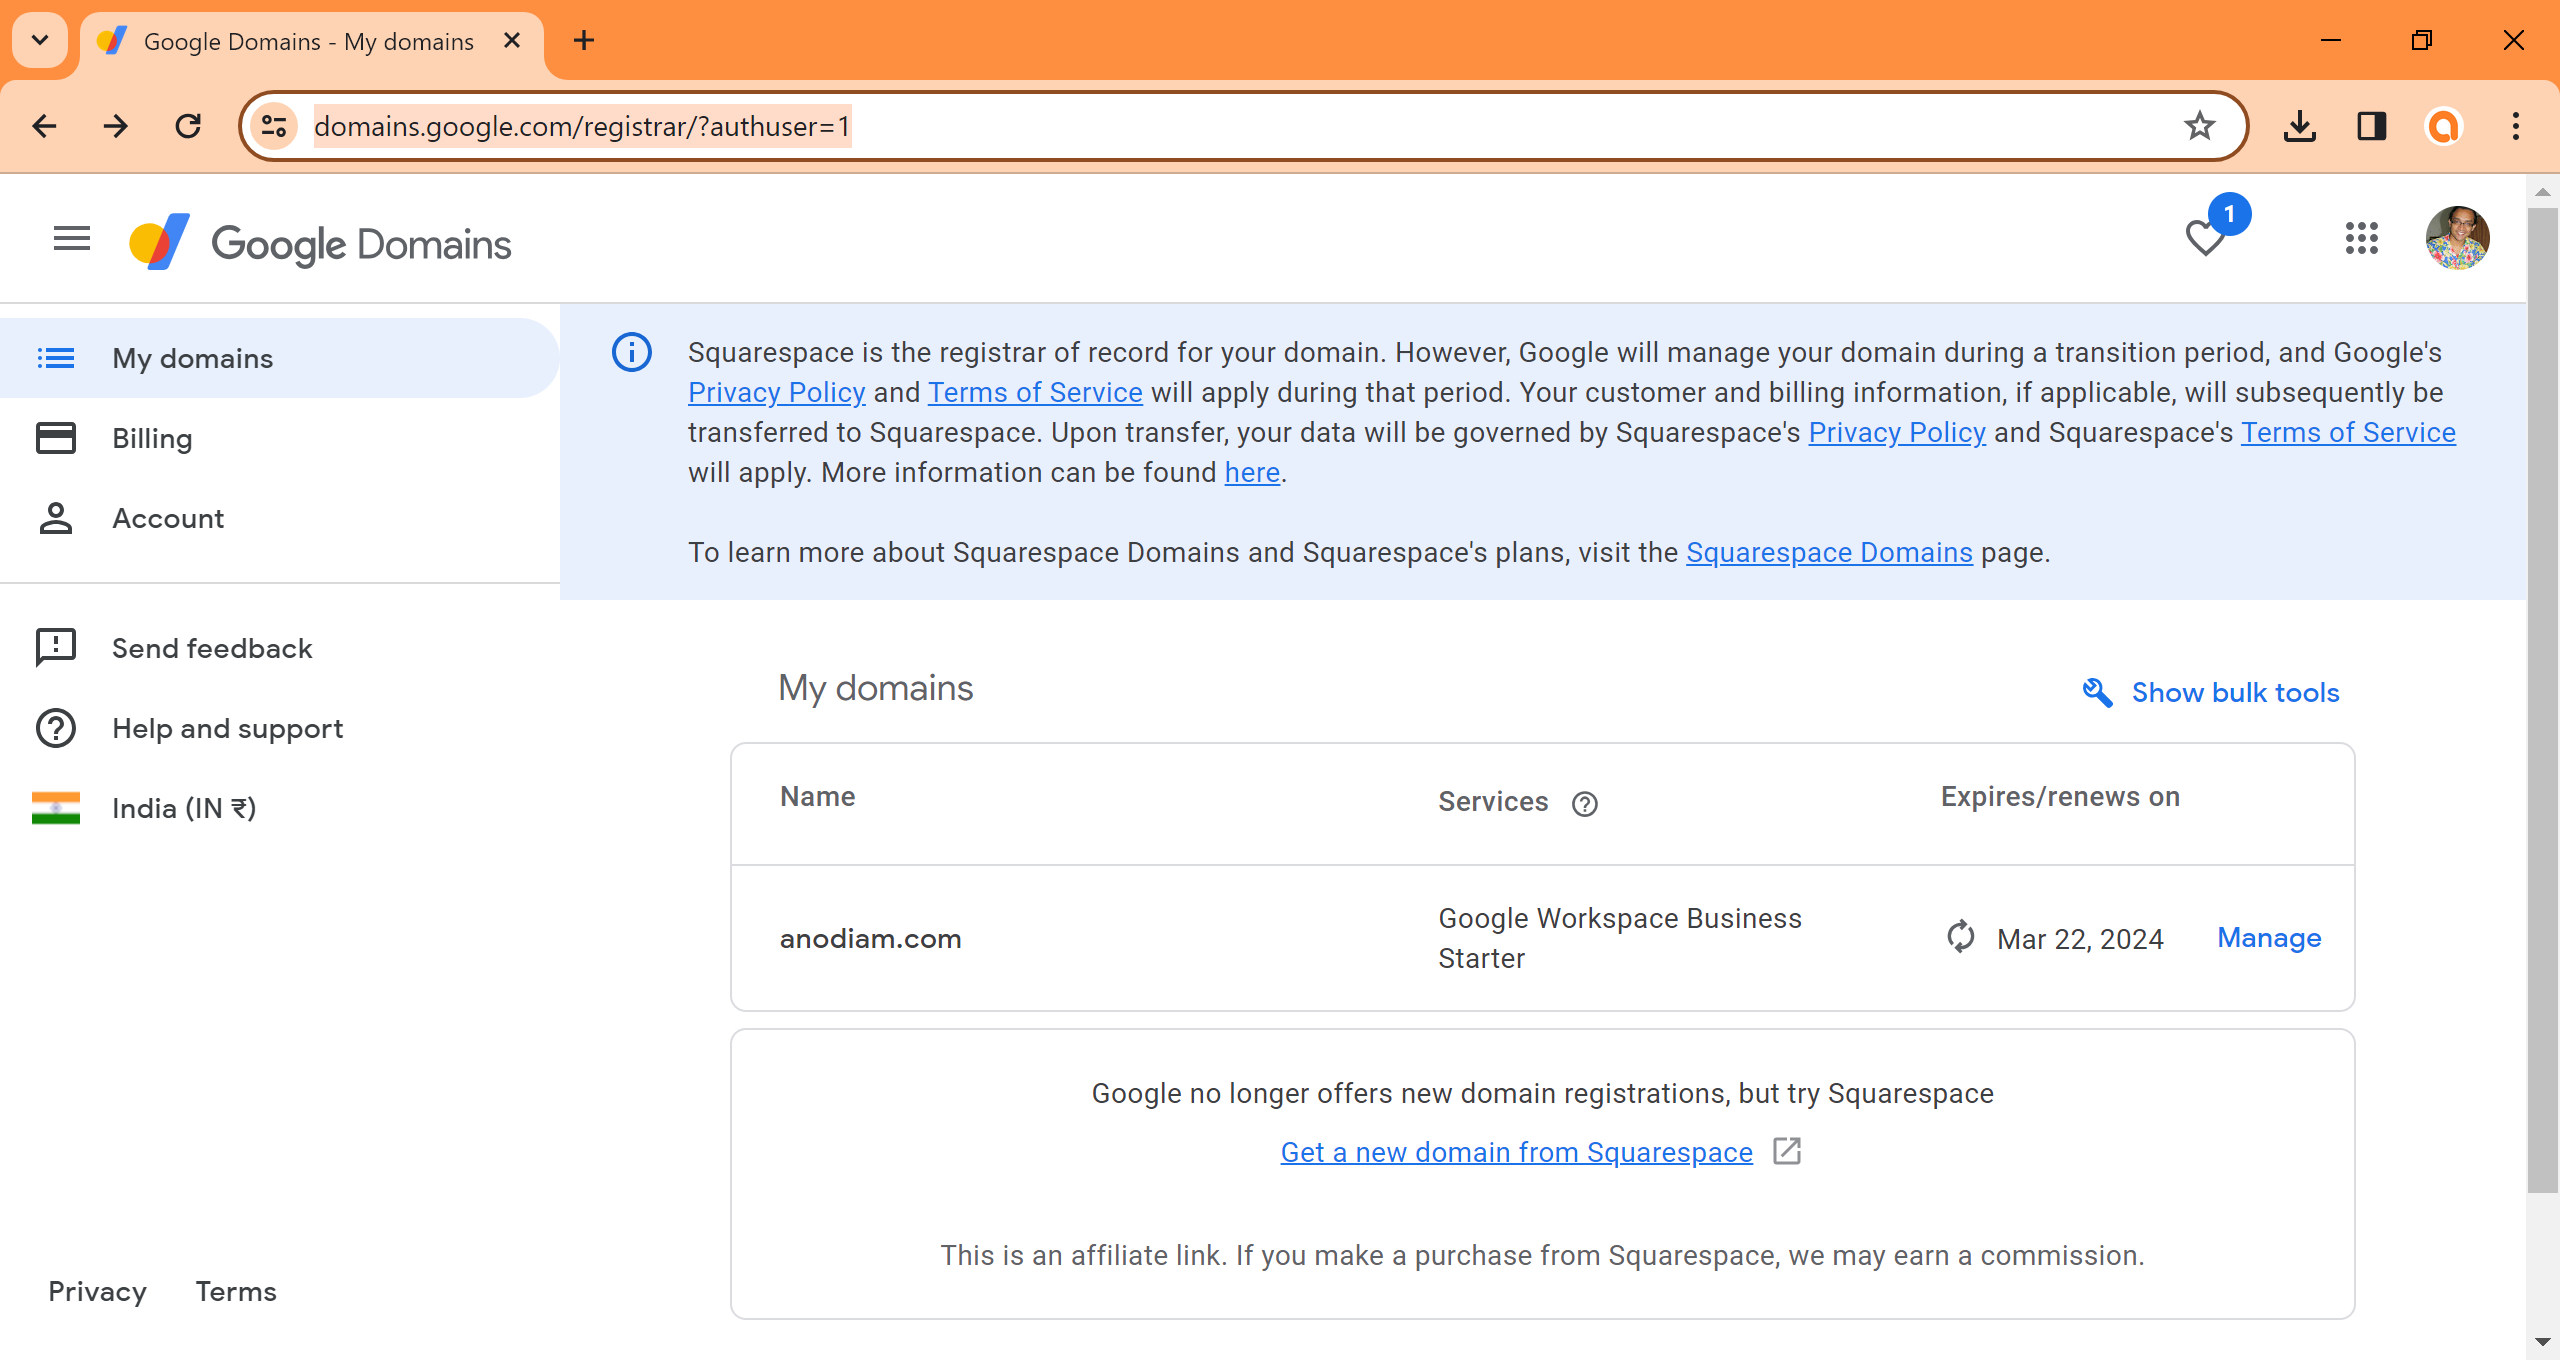 Google Domains - My domains
domains.google.com/registrar/?authuser=1
Google Domains
1
My domains
Billing
Account
Send feedback
Help and support
India (IN ₹)
Privacy Terms
Squarespace is the registrar of record for your domain. However, Google will manage your domain during a transition period, and Google's
Privacy Policy and Terms of Service will apply during that period. Your customer and billing information, if applicable, will subsequently be
transferred to Squarespace. Upon transfer, your data will be governed by Squarespace's Privacy Policy and Squarespace's Terms of Service
will apply. More information can be found here.
To learn more about Squarespace Domains and Squarespace's plans, visit the Squarespace Domains page.
My domains
Show bulk tools
Name Services Expires/renews on
anodiam.com Google Workspace Business Starter Mar 22, 2024 Manage
Google no longer offers new domain registrations, but try Squarespace
Get a new domain from Squarespace
This is an affiliate link. If you make a purchase from Squarespace, we may earn a commission.